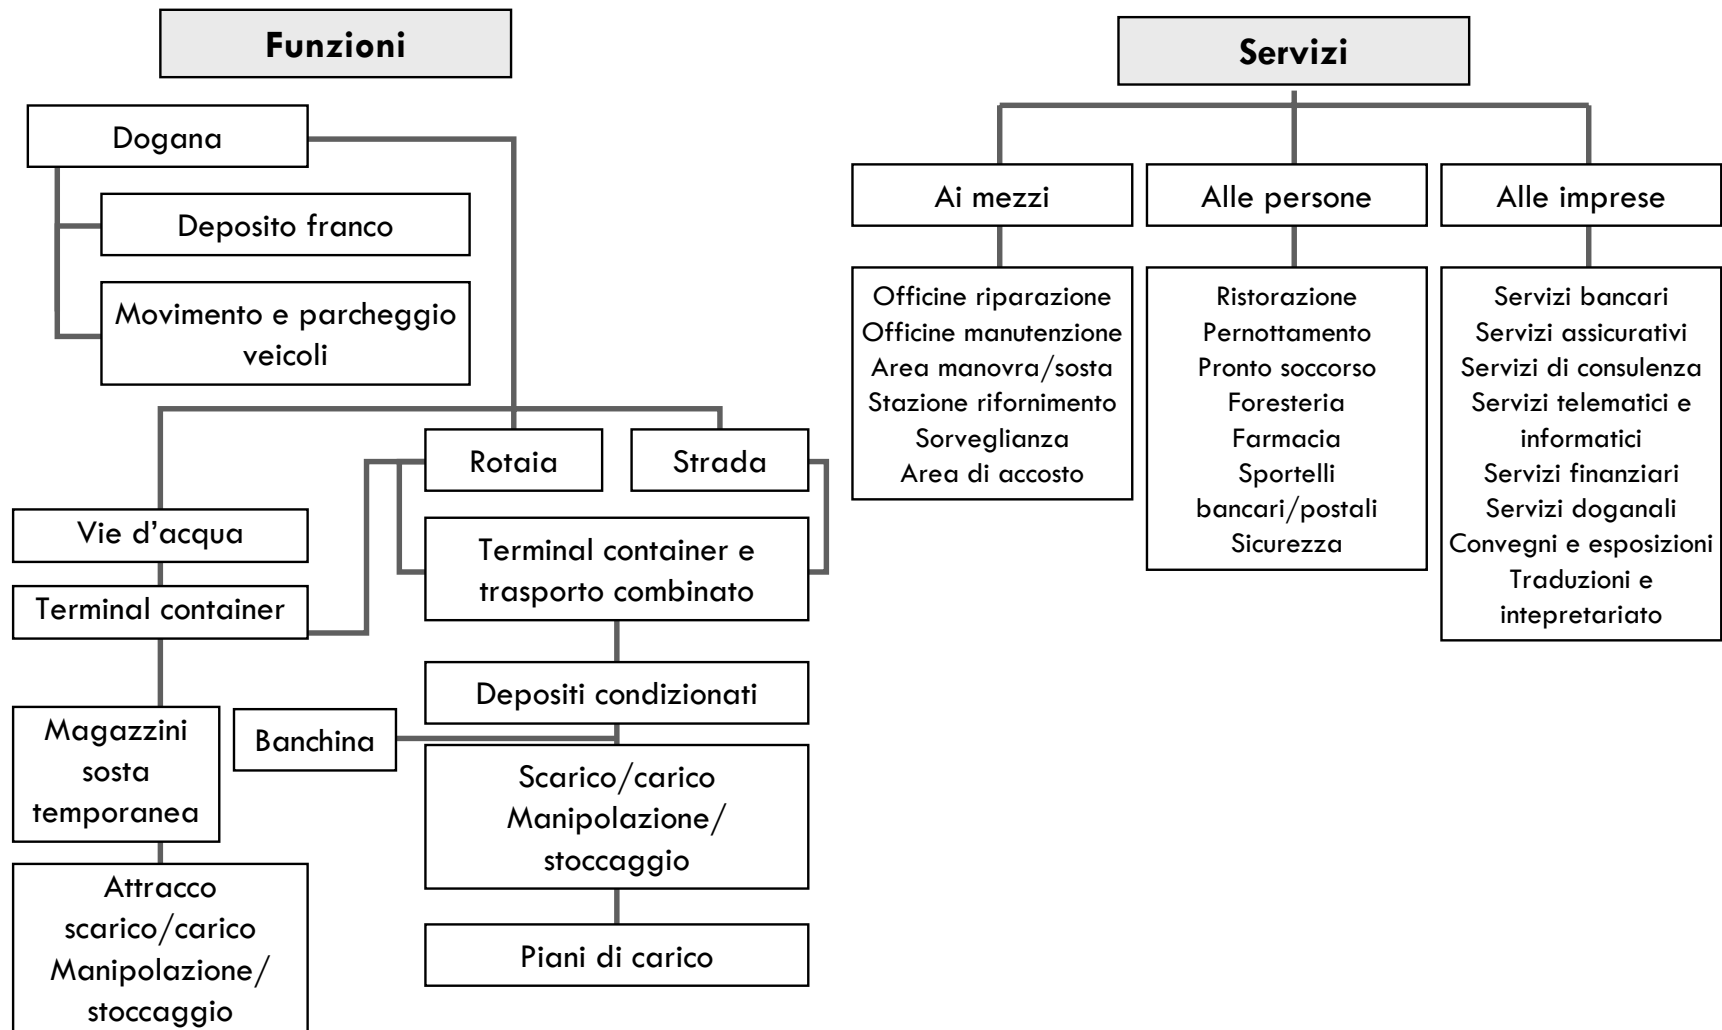 Funzioni
Dogana
Deposito franco
Movimento e parcheggio
veicoli
Rotaia
Strada
Vie d’acqua
Terminal container e
trasporto combinato
Terminal container
Depositi condizionati
Magazzini
sosta
temporanea
Banchina
Scarico/carico
Manipolazione/
stoccaggio
Attracco
scarico/carico
Manipolazione/
stoccaggio
Piani di carico
Servizi
Ai mezzi
Officine riparazione
Officine manutenzione
Area manovra/sosta
Stazione rifornimento
Sorveglianza
Area di accosto
Alle persone
Ristorazione
Pernottamento
Pronto soccorso
Foresteria
Farmacia
Sportelli
bancari/postali
Sicurezza
Alle imprese
Servizi bancari
Servizi assicurativi
Servizi di consulenza
Servizi telematici e
informatici
Servizi finanziari
Servizi doganali
Convegni e esposizioni
Traduzioni e
intepretariato